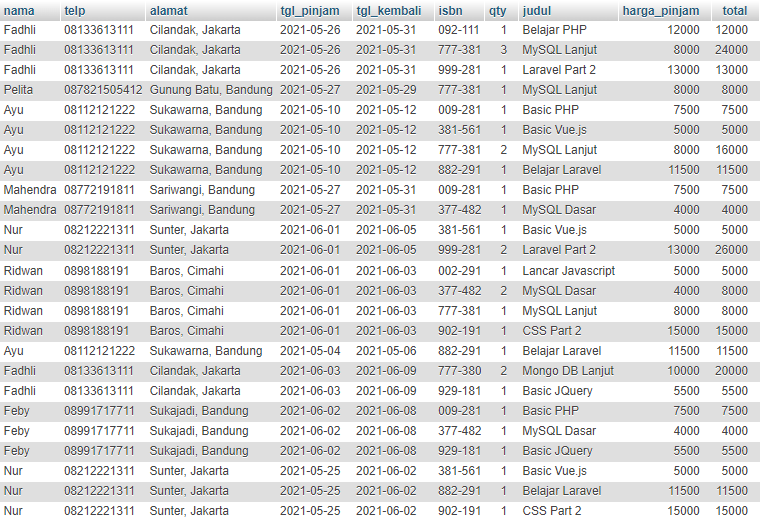 nama telp alamat tgl_pinjam tgl_kembali isbn qty judul harga_pinjam total
Fadhli 08133613111 Cilandak, Jakarta 2021-05-26 2021-05-31 092-111 1 Belajar PHP 12000 12000
Fadhli 08133613111 Cilandak, Jakarta 2021-05-26 2021-05-31 777-381 3 MySQL Lanjut 8000 24000
Fadhli 08133613111 Cilandak, Jakarta 2021-05-26 2021-05-31 999-281 1 Laravel Part 2 13000 13000
Pelita 087821505412 Gunung Batu, Bandung 2021-05-27 2021-05-29 777-381 1 MySQL Lanjut 8000 8000
Ayu 08112121222 Sukawarna, Bandung 2021-05-10 2021-05-12 009-281 1 Basic PHP 7500 7500
Ayu 08112121222 Sukawarna, Bandung 2021-05-10 2021-05-12 381-561 1 Basic Vue.js 5000 5000
Ayu 08112121222 Sukawarna, Bandung 2021-05-10 2021-05-12 777-381 2 MySQL Lanjut 8000 16000
Ayu 08112121222 Sukawarna, Bandung 2021-05-10 2021-05-12 882-291 1 Belajar Laravel 11500 11500
Mahendra 08772191811 Sariwangi, Bandung 2021-05-27 2021-05-31 009-281 1 Basic PHP 7500 7500
Mahendra 08772191811 Sariwangi, Bandung 2021-05-27 2021-05-31 377-482 1 MySQL Dasar 4000 4000
Nur 08212221311 Sunter, Jakarta 2021-06-01 2021-06-05 381-561 1 Basic Vue.js 5000 5000
Nur 08212221311 Sunter, Jakarta 2021-06-01 2021-06-05 999-281 2 Laravel Part 2 13000 26000
Ridwan 0898188191 Baros, Cimahi 2021-06-01 2021-06-03 002-291 1 Lancar Javascript 5000 5000
Ridwan 0898188191 Baros, Cimahi 2021-06-01 2021-06-03 377-482 2 MySQL Dasar 4000 8000
Ridwan 0898188191 Baros, Cimahi 2021-06-01 2021-06-03 777-381 1 MySQL Lanjut 8000 8000
Ridwan 0898188191 Baros, Cimahi 2021-06-01 2021-06-03 902-191 1 CSS Part 2 15000 15000
Ayu 08112121222 Sukawarna, Bandung 2021-05-04 2021-05-06 882-291 1 Belajar Laravel 11500 11500
Fadhli 08133613111 Cilandak, Jakarta 2021-06-03 2021-06-09 777-380 2 Mongo DB Lanjut 10000 20000
Fadhli 08133613111 Cilandak, Jakarta 2021-06-03 2021-06-09 929-181 1 Basic JQuery 5500 5500
Feby 08991717711 Sukajadi, Bandung 2021-06-02 2021-06-08 009-281 1 Basic PHP 7500 7500
Feby 08991717711 Sukajadi, Bandung 2021-06-02 2021-06-08 377-482 1 MySQL Dasar 4000 4000
Feby 08991717711 Sukajadi, Bandung 2021-06-02 2021-06-08 929-181 1 Basic JQuery 5500 5500
Nur 08212221311 Sunter, Jakarta 2021-05-25 2021-06-02 381-561 1 Basic Vue.js 5000 5000
Nur 08212221311 Sunter, Jakarta 2021-05-25 2021-06-02 882-291 1 Belajar Laravel 11500 11500
Nur 08212221311 Sunter, Jakarta 2021-05-25 2021-06-02 902-191 1 CSS Part 2 15000 15000